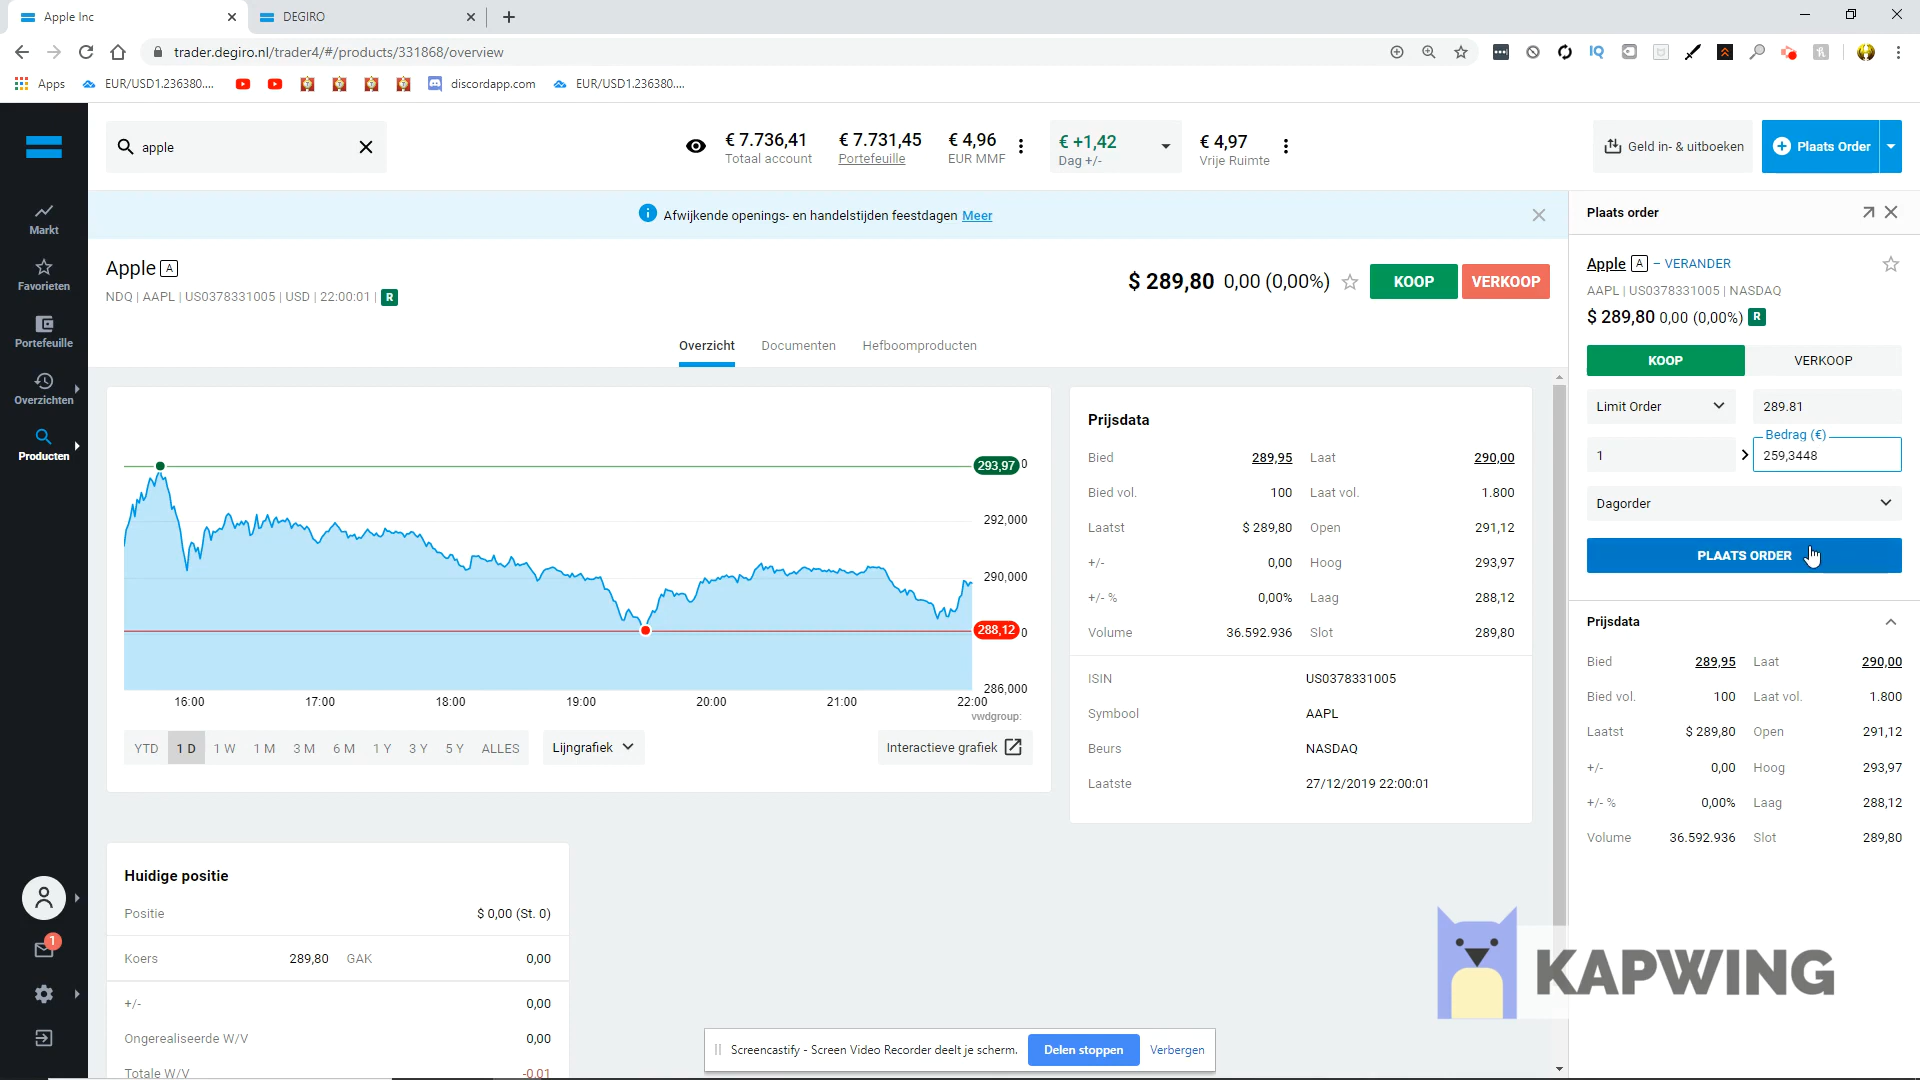 Apple Inc
DEGIRO
trader.degiro.nl/trader4/#/products/331868/overview
IQ
Apps
EUR/USD1.236380....
discordapp.com
EUR/USD1.236380....
apple
€ 7.736,41
Totaal account
€ 7.731,45
Portefeuille
€ 4,96
EUR MMF
€ +1,42
Dag +/-
€ 4,97
Vrije Ruimte
Geld in- & uitboeken
Plaats Order
Markt
Favorieten
Portefeuille
Overzichten
Producten
1
Afwijkende openings- en handelstijden feestdagen Meer
Apple A
NDQ | AAPL | US0378331005 | USD | 22:00:01 | R
$ 289,80 0,00 (0,00%)
KOOP
VERKOOP
Overzicht
Documenten
Hefboomproducten
293,97
0
292,000
290,000
288,12
0
286,000
16:00
17:00
18:00
19:00
20:00
21:00
22:00
vwdgroup:
YTD
1 D
1 W
1 M
3 M
6 M
1 Y
3 Y
5 Y
ALLES
Lijngrafiek
Interactieve grafiek
Prijsdata
Bied 289,95 Laat 290,00
Bied vol. 100 Laat vol. 1.800
Laatst $ 289,80 Open 291,12
+/- 0,00 Hoog 293,97
+/- % 0,00% Laag 288,12
Volume 36.592.936 Slot 289,80
ISIN US0378331005
Symbool AAPL
Beurs NASDAQ
Laatste 27/12/2019 22:00:01
Huidige positie
Positie $ 0,00 (St. 0)
Koers 289,80 GAK 0,00
+/- 0,00
Ongerealiseerde W/V 0,00
Totale W/V -0,01
Plaats order
Apple A – VERANDER
AAPL | US0378331005 | NASDAQ
$ 289,80 0,00 (0,00%) R
KOOP
VERKOOP
Limit Order
289.81
Bedrag (€)
1
259,3448
Dagorder
PLAATS ORDER
Prijsdata
Bied 289,95 Laat 290,00
Bied vol. 100 Laat vol. 1.800
Laatst $ 289,80 Open 291,12
+/- 0,00 Hoog 293,97
+/- % 0,00% Laag 288,12
Volume 36.592.936 Slot 289,80
KAPWING
Screencastify - Screen Video Recorder deelt je scherm.
Delen stoppen
Verbergen